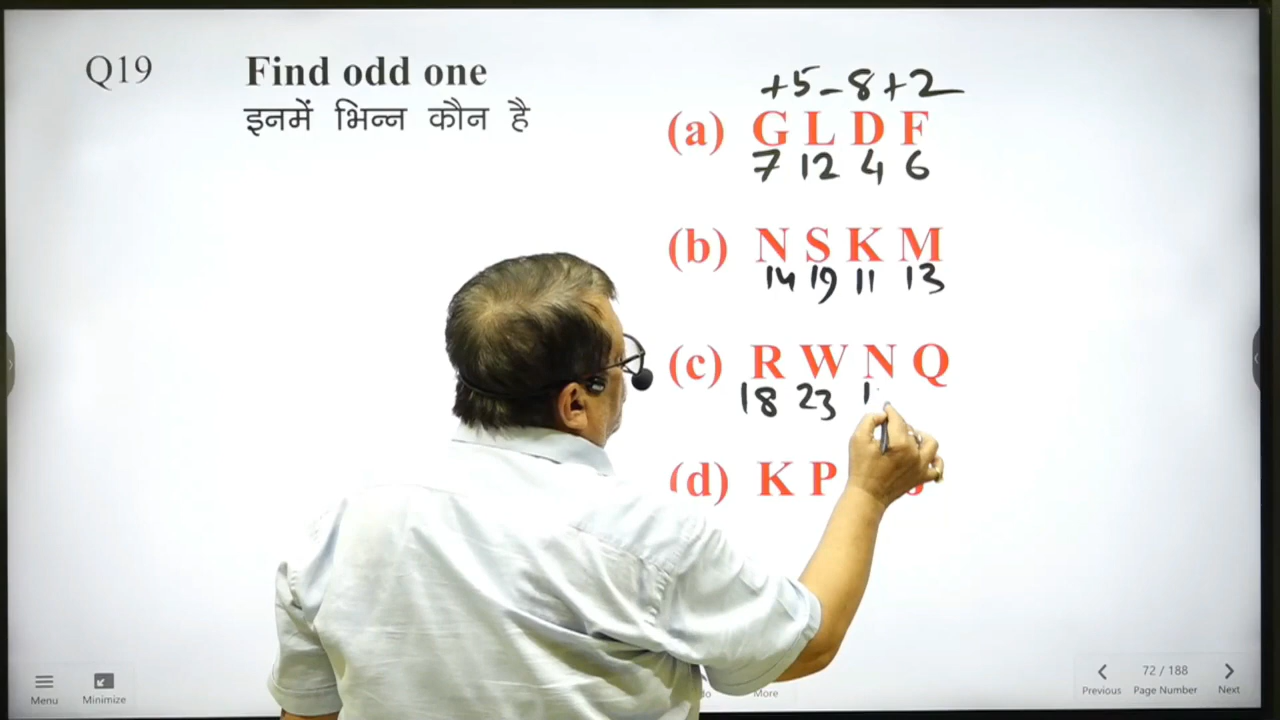 Q19 Find odd one
इनमें भिन्न कौन है
+5-8+2
(a) G L D F
7 12 4 6
(b) N S K M
14 19 11 13
(c) R W N Q
18 23 1
(d) K P
Menu Minimize More Previous 72 / 188 Page Number Next